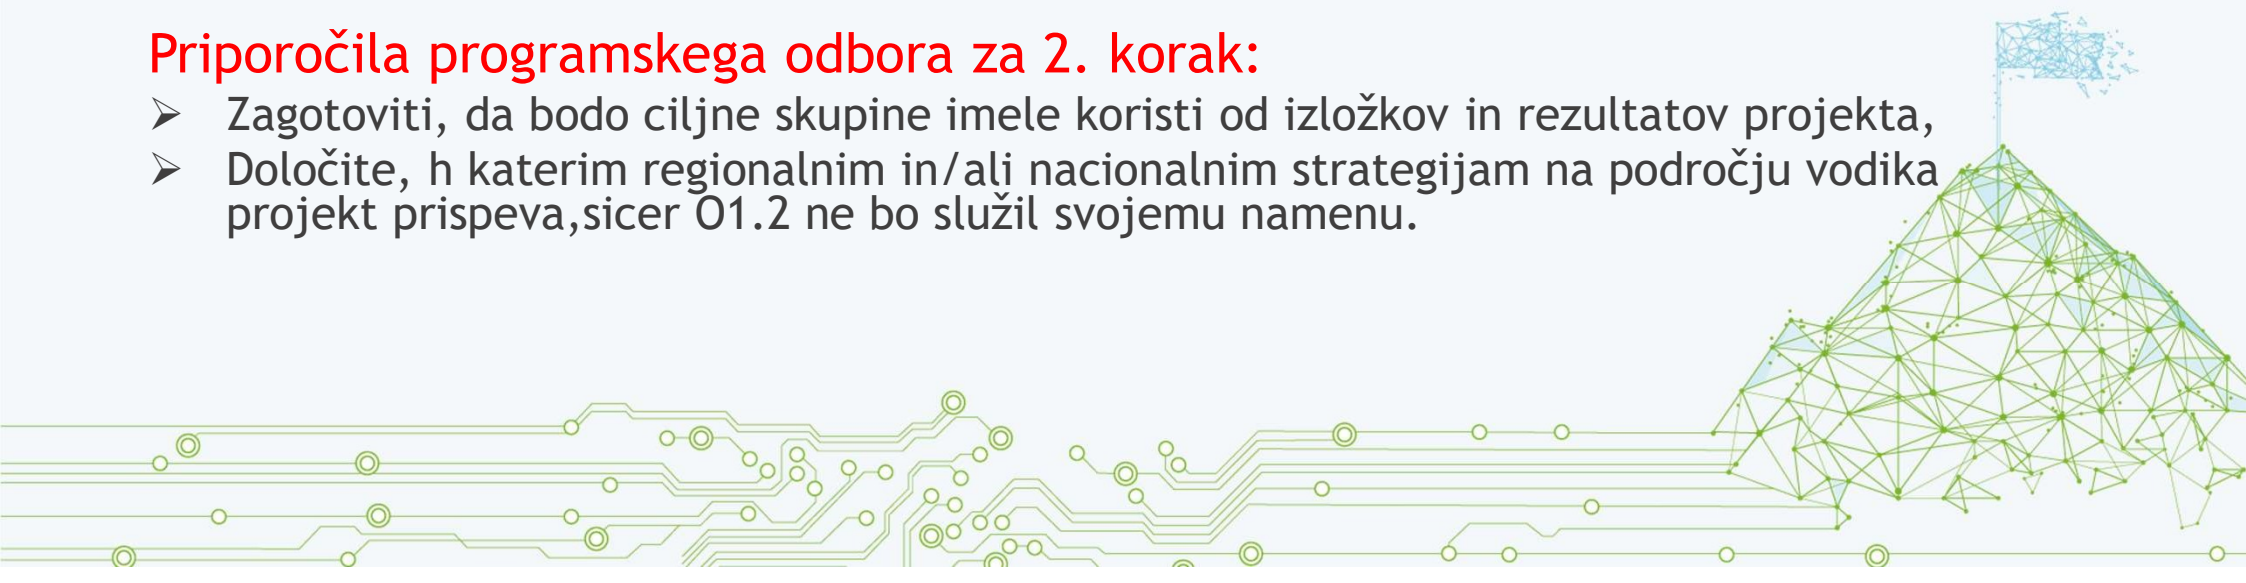 Priporočila programskega odbora za 2. korak:
➢ Zagotoviti, da bodo ciljne skupine imele koristi od izložkov in rezultatov projekta,
➢ Določite, h katerim regionalnim in/ali nacionalnim strategijam na področju vodika
projekt prispeva,sicer O1.2 ne bo služil svojemu namenu.